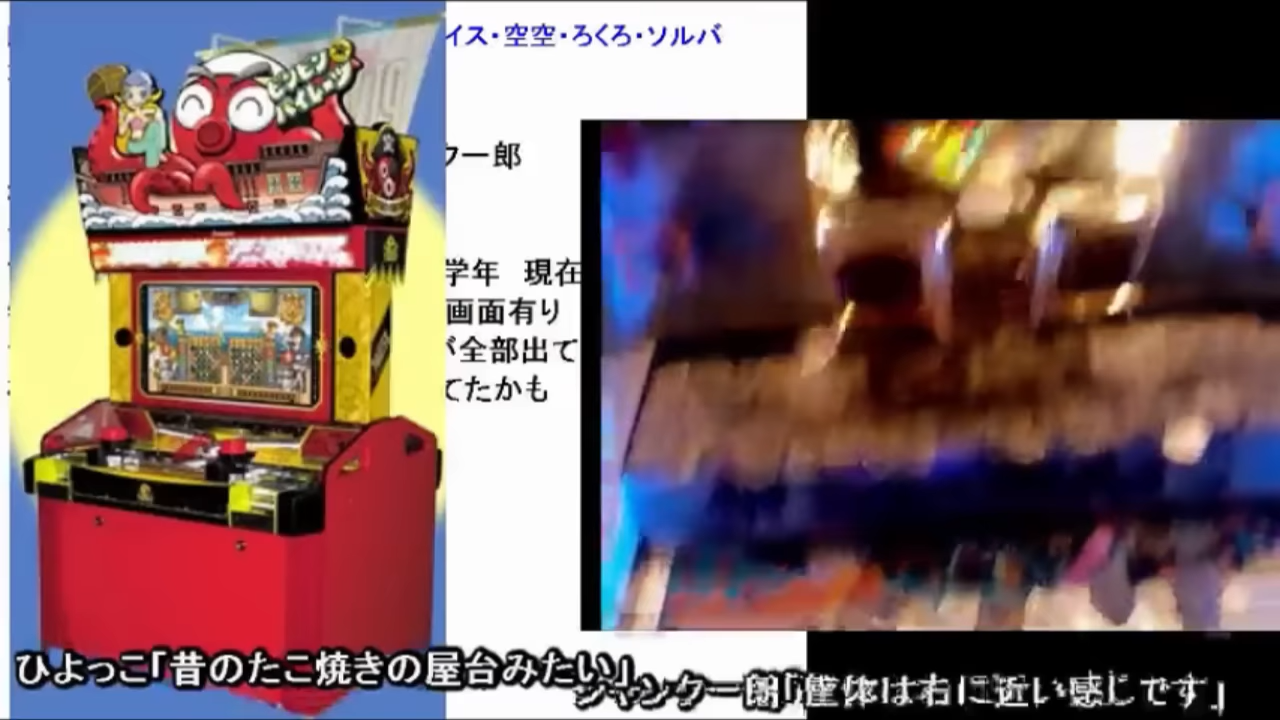 イス・空空・ろくろ・ソルバ
ビンビン
パイレーツ
クー郎
学年 現在
画面有り
が全部出て
てたかも
ひよっこ「昔のたこ焼きの屋台みたい」
ジャンクー郎「筐体は右に近い感じです」